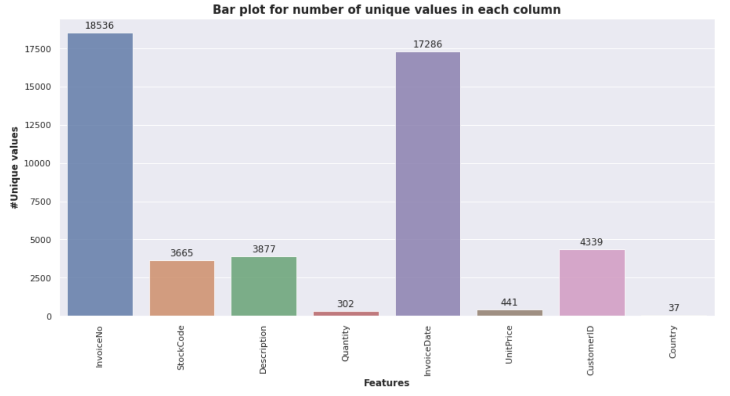 Bar plot for number of unique values in each column
18536
3665
3877
302
17286
441
4339
37
17500
15000
12500
10000
7500
5000
2500
0
#Unique values
InvoiceNo
StockCode
Description
Quantity
InvoiceDate
UnitPrice
CustomerID
Country
Features